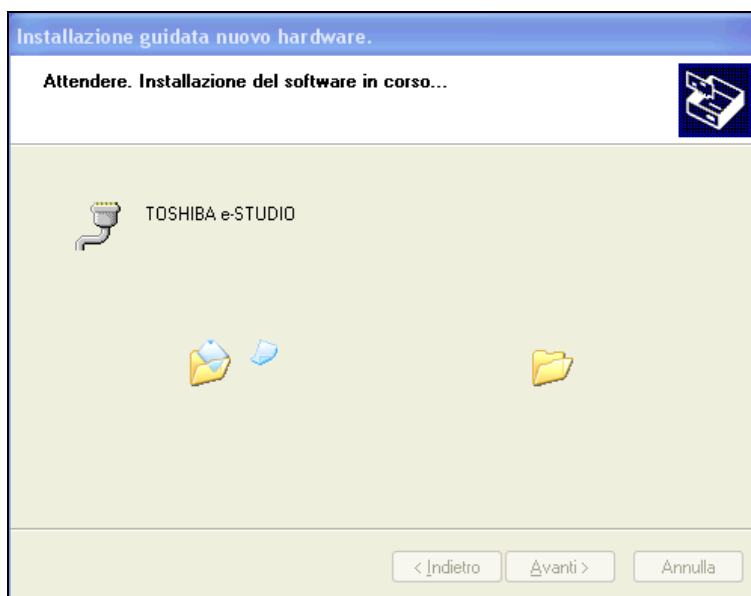 Installazione guidata nuovo hardware.
Attendere. Installazione del software in corso...
TOSHIBA e-STUDIO
< Indietro
Avanti >
Annulla